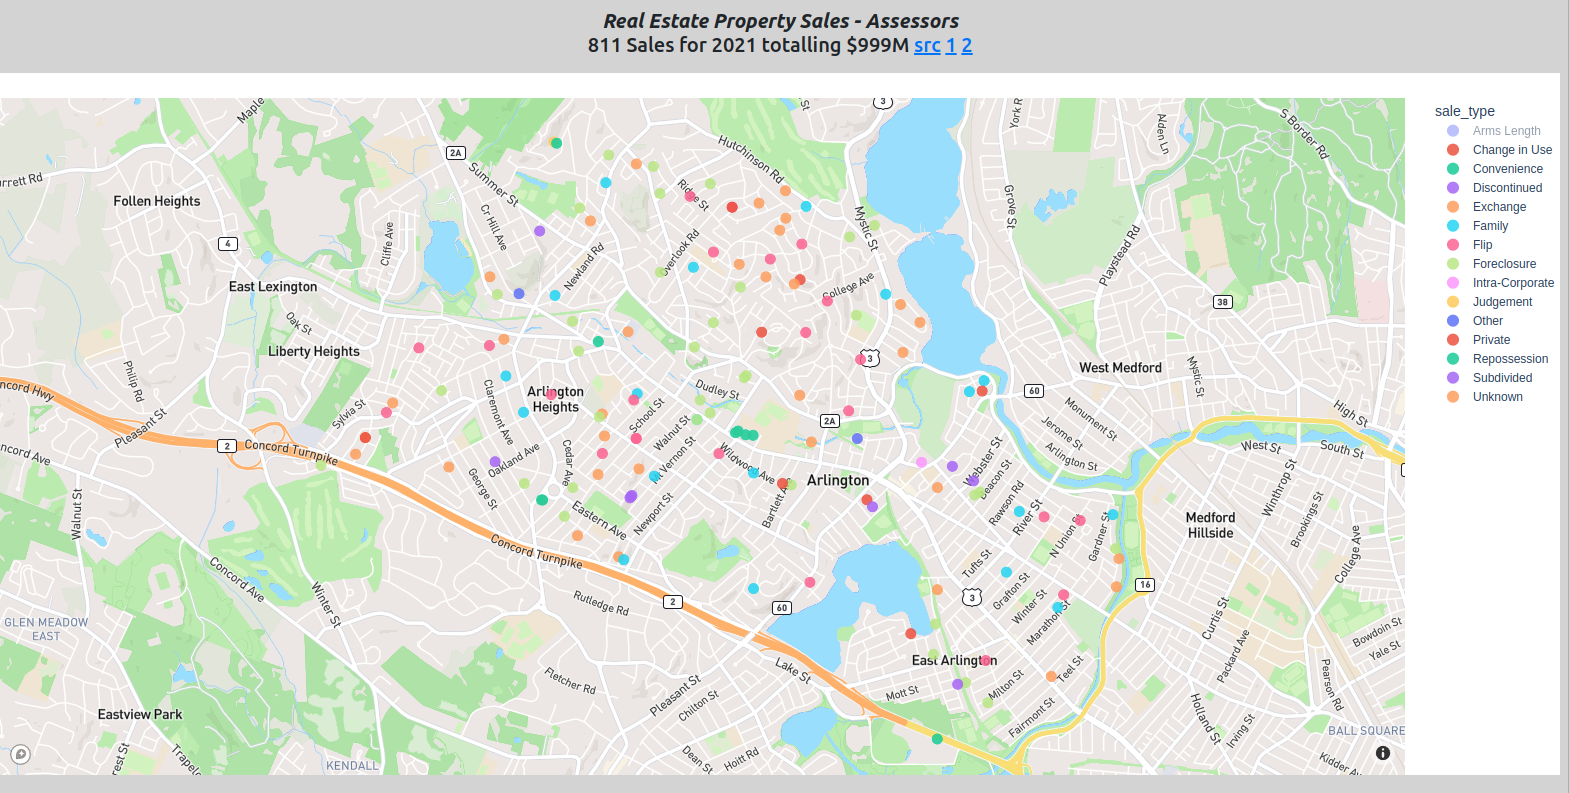 Real Estate Property Sales - Assessors
811 Sales for 2021 totalling $999M src 1 2
sale_type
Arms Length
Change in Use
Convenience
Discontinued
Exchange
Family
Flip
Foreclosure
Intra-Corporate
Judgement
Other
Private
Repossession
Subdivided
Unknown
Maple
3
St
York R
Alden Ln
S Border Rd
2A
Hutchinson Rd
Summer St
Follen Heights
Cr Hill Ave
Grove St
Mystic St
4
Cliffe Ave
Overlook Rd
Newland Rd
Playstead Rd
East Lexington
College Ave
38
Oak St
Liberty Heights
3
West Medford
Mystic St
Philip Rd
ncord Hwy
Arlington
Heights
Dudley St
60
Claremont Ave
Sylvia St
School St
Monument St
High St
Pleasant St
2A
Jerome St
2
Concord Turnpike
Walnut St
West St
South St
ncord Ave
Cedar Ave
Oakland Ave
Mt Vernon St
Wildwood Ave
Arlington
Webster St
Arlington St
Beacon St
George St
Winthrop St
Walnut St
Newport St
Bartlett A
Rawson Rd
River St
Eastern Ave
Medford
Hillside
Brookings St
N Union St
Gardner St
College Ave
Concord Turnpike
Concord Ave
Tufts St
16
Winter St
Rutledge Rd
2
60
3
Grafton St
Winter St
Marathon St
Curtis St
GLEN MEADOW
EAST
Bowdoin St
Packard Ave
Yale St
East Arlington
Lake St
Teel St
Fletcher Rd
Pleasant St
Chilton St
Mott St
Milton St
Pearson Rd
Fairmont St
Holland St
Irving St
Eastview Park
BALL SQUARE
Dean St
Hoitt Rd
rest St
Trapelo
KENDALL
Kidder Av